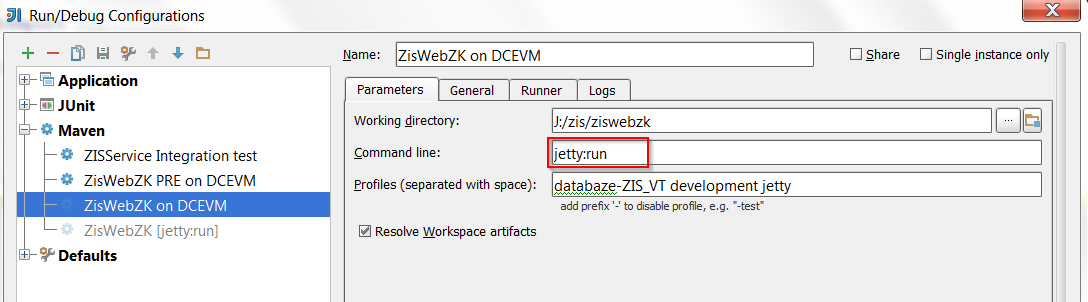 Run/Debug Configurations
Name: ZisWebZK on DCEVM Share Single instance only
Application
JUnit
Maven
ZISService Integration test
ZisWebZK PRE on DCEVM
ZisWebZK on DCEVM
ZisWebZK [jetty:run]
Defaults
Parameters General Runner Logs
Working directory: J:/zis/ziswebzk ...
Command line: jetty:run
Profiles (separated with space): databaze-ZIS_VT development jetty
add prefix '-' to disable profile, e.g. "-test"
Resolve Workspace artifacts